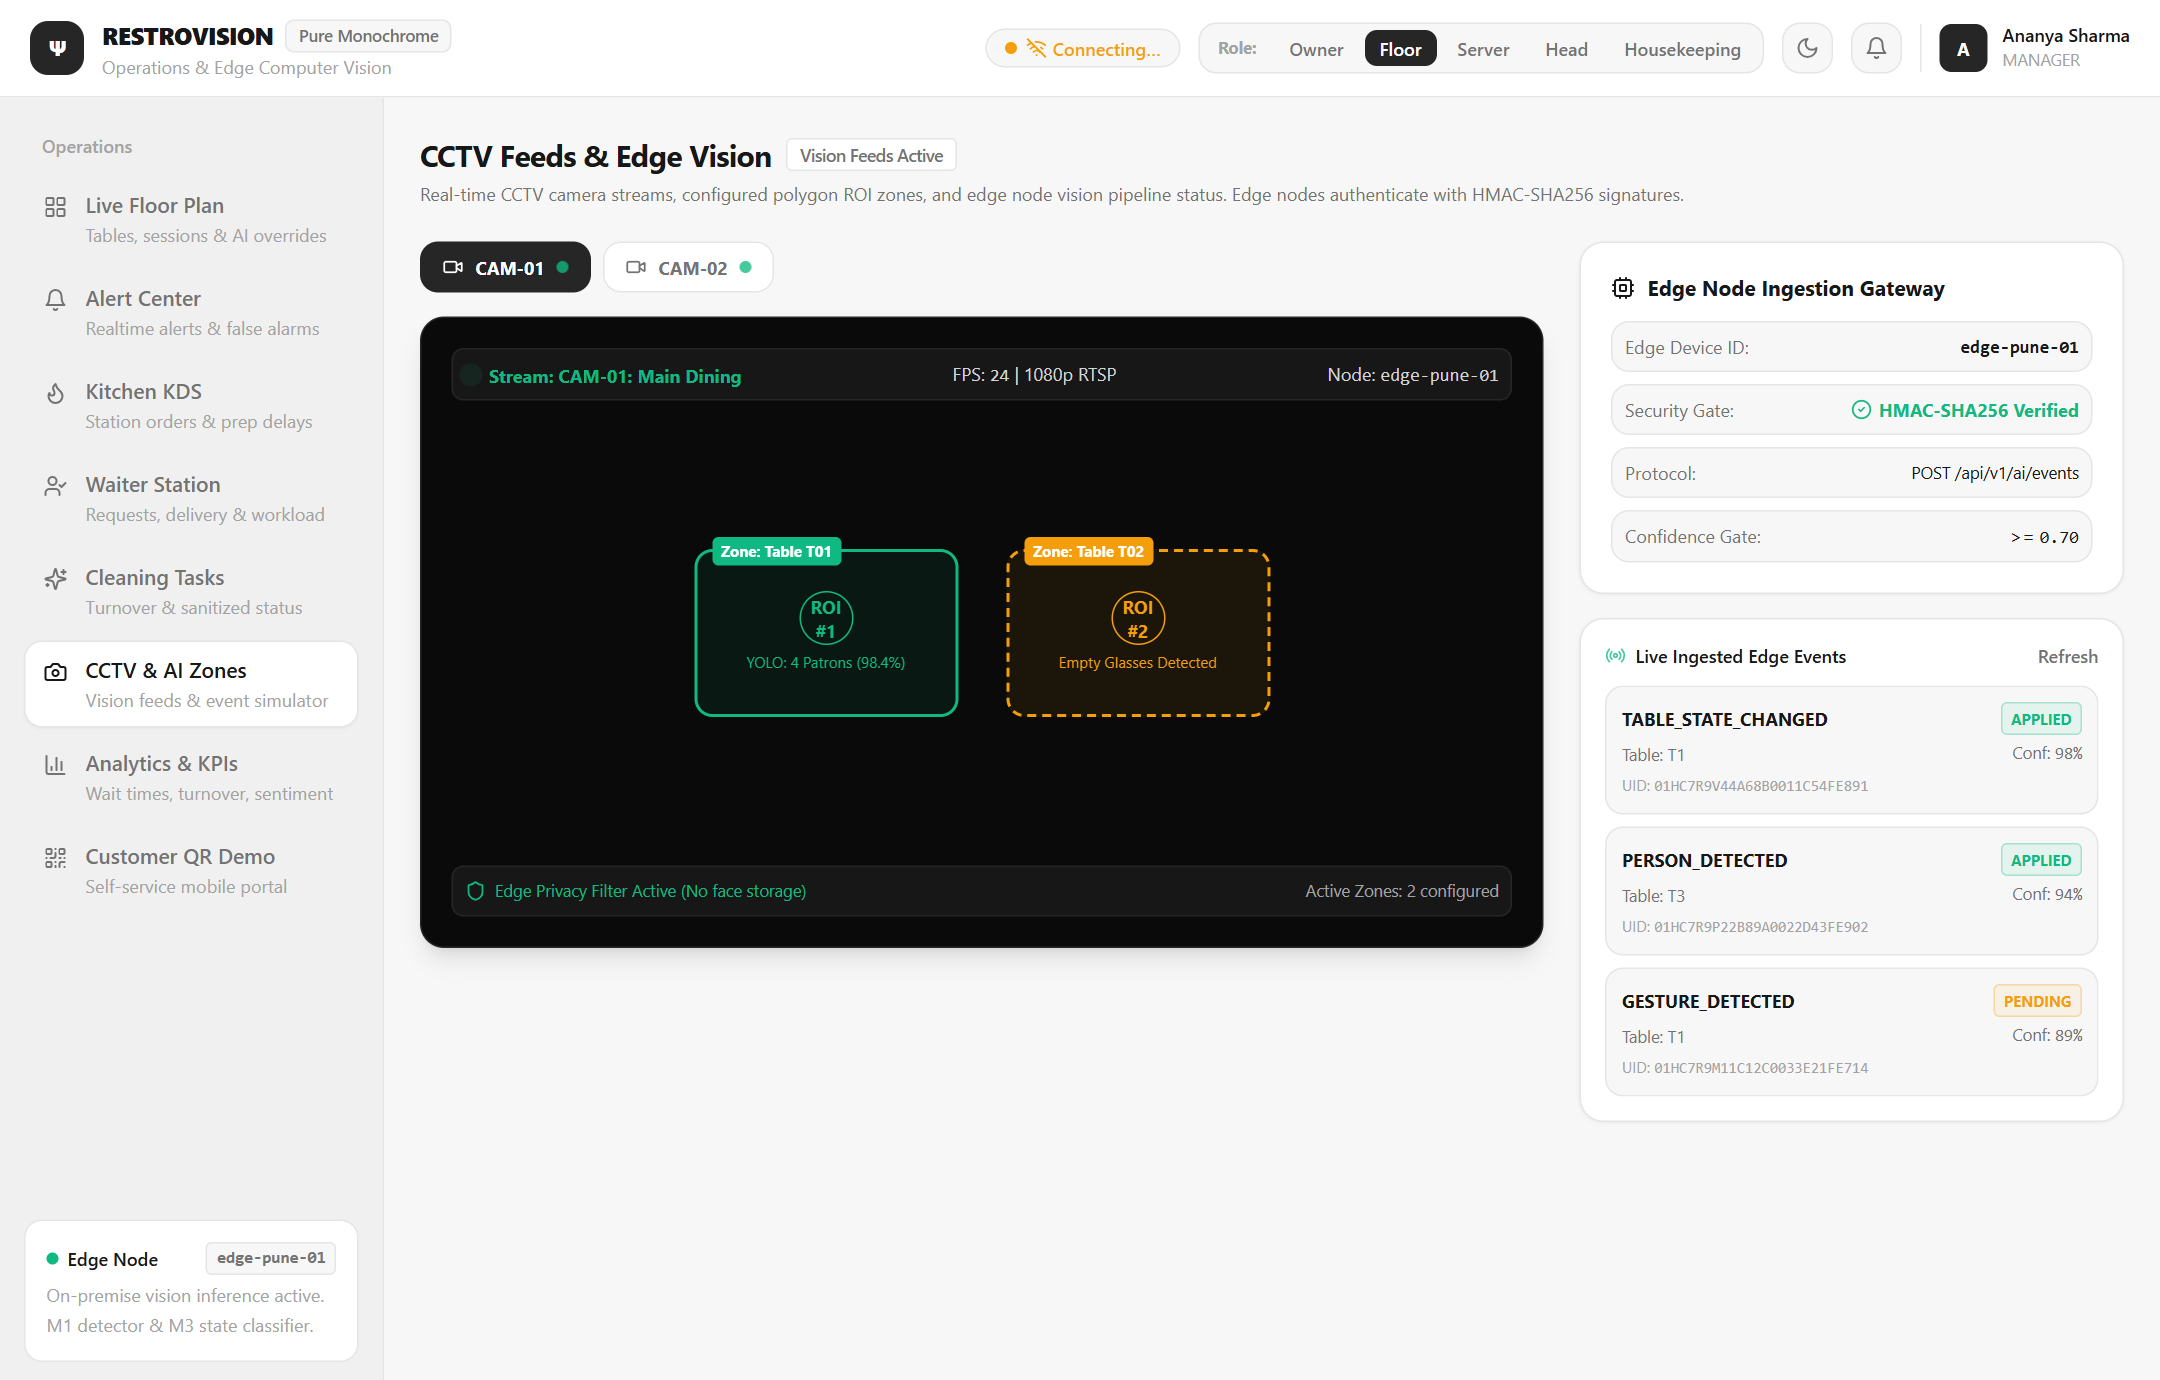 Ψ
RESTROVISION
Pure Monochrome
Operations & Edge Computer Vision
Connecting...
Role:
Owner
Floor
Server
Head
Housekeeping
A
Ananya Sharma
MANAGER
Operations
Live Floor Plan
Tables, sessions & AI overrides
Alert Center
Realtime alerts & false alarms
Kitchen KDS
Station orders & prep delays
Waiter Station
Requests, delivery & workload
Cleaning Tasks
Turnover & sanitized status
CCTV & AI Zones
Vision feeds & event simulator
Analytics & KPIs
Wait times, turnover, sentiment
Customer QR Demo
Self-service mobile portal
Edge Node
edge-pune-01
On-premise vision inference active.
M1 detector & M3 state classifier.
CCTV Feeds & Edge Vision
Vision Feeds Active
Real-time CCTV camera streams, configured polygon ROI zones, and edge node vision pipeline status. Edge nodes authenticate with HMAC-SHA256 signatures.
CAM-01
CAM-02
Stream: CAM-01: Main Dining
FPS: 24 | 1080p RTSP
Node: edge-pune-01
Zone: Table T01
ROI
#1
YOLO: 4 Patrons (98.4%)
Zone: Table T02
ROI
#2
Empty Glasses Detected
Edge Privacy Filter Active (No face storage)
Active Zones: 2 configured
Edge Node Ingestion Gateway
Edge Device ID:
edge-pune-01
Security Gate:
HMAC-SHA256 Verified
Protocol:
POST /api/v1/ai/events
Confidence Gate:
>= 0.70
Live Ingested Edge Events
Refresh
TABLE_STATE_CHANGED
APPLIED
Table: T1
Conf: 98%
UID: 01HC7R9V44A68B0011C54FE891
PERSON_DETECTED
APPLIED
Table: T3
Conf: 94%
UID: 01HC7R9P22B89A0022D43FE902
GESTURE_DETECTED
PENDING
Table: T1
Conf: 89%
UID: 01HC7R9M11C12C0033E21FE714